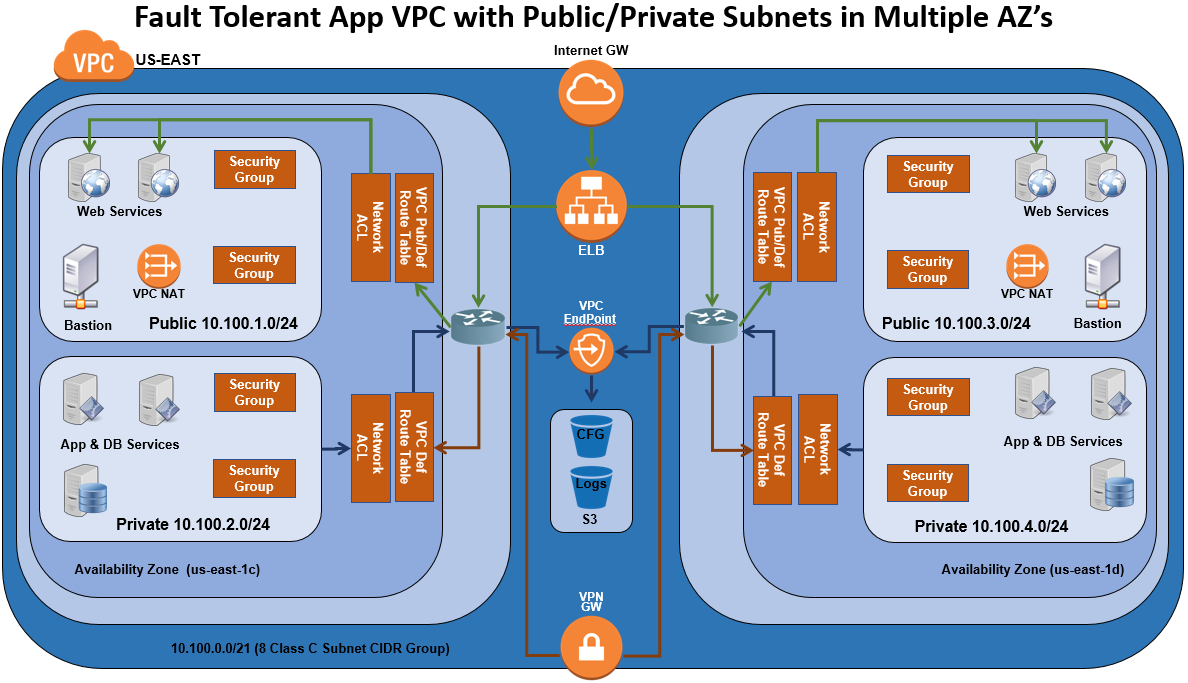 Fault Tolerant App VPC with Public/Private Subnets in Multiple AZ’s
VPC
US-EAST
Internet GW
ELB
Security
Group
Web Services
Security
Group
Bastion
VPC NAT
Public 10.100.1.0/24
Network
ACL
VPC Pub/Def
Route Table
Security
Group
App & DB Services
Security
Group
Private 10.100.2.0/24
Network
ACL
VPC Def
Route Table
Availability Zone (us-east-1c)
VPC
EndPoint
CFG
Logs
S3
VPN
GW
VPC Pub/Def
Route Table
Network
ACL
Security
Group
Web Services
Security
Group
VPC NAT
Bastion
Public 10.100.3.0/24
VPC Def
Route Table
Network
ACL
Security
Group
App & DB Services
Security
Group
Private 10.100.4.0/24
Availability Zone (us-east-1d)
10.100.0.0/21 (8 Class C Subnet CIDR Group)